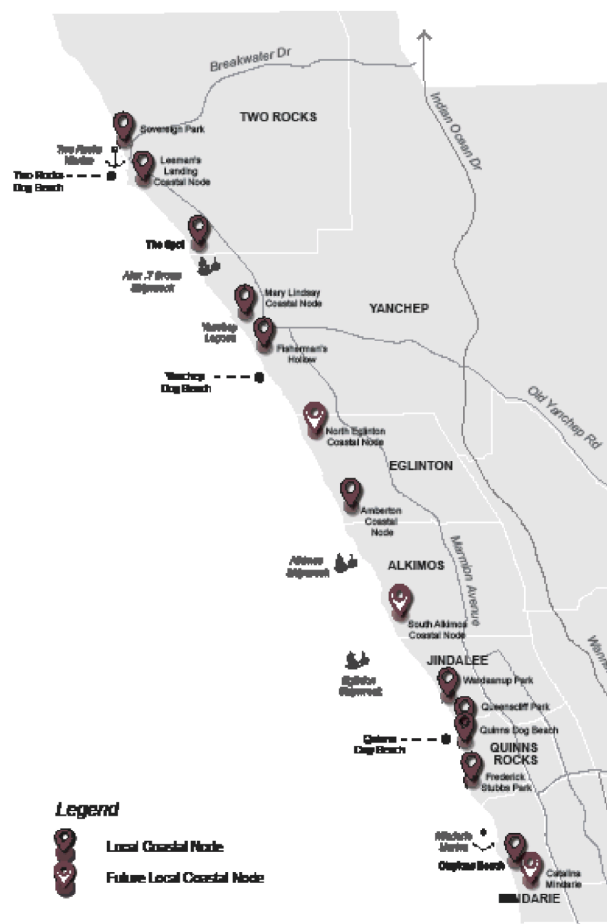 Breakwater Dr
TWO ROCKS
Indian Ocean Dr
Sovereign Park
Two Rocks
Marina
Leeman's
Landing
Coastal Node
Two Rocks
Dog Beach
The Spot
Shipwreck
Mary Lindsay
Coastal Node
YANCHEP
Yanchep
Lagoon
Fisherman's
Hollow
Yanchep
Dog Beach
Old Yanchep Rd
North Eglinton
Coastal Node
EGLINTON
Amberton
Coastal
Node
Marmion Avenue
Alkimos
Shipwreck
ALKIMOS
South Alkimos
Coastal Node
JINDALEE
Eglinton
Shipwreck
Wardaanup Park
Queenscliff Park
Quinns Dog Beach
Quinns
Dog Beach
QUINNS
ROCKS
Frederick
Stubbs Park
Legend
Local Coastal Node
Future Local Coastal Node
Mindarie
Marina
Claytons Beach
Catalina
Mindarie
MINDARIE